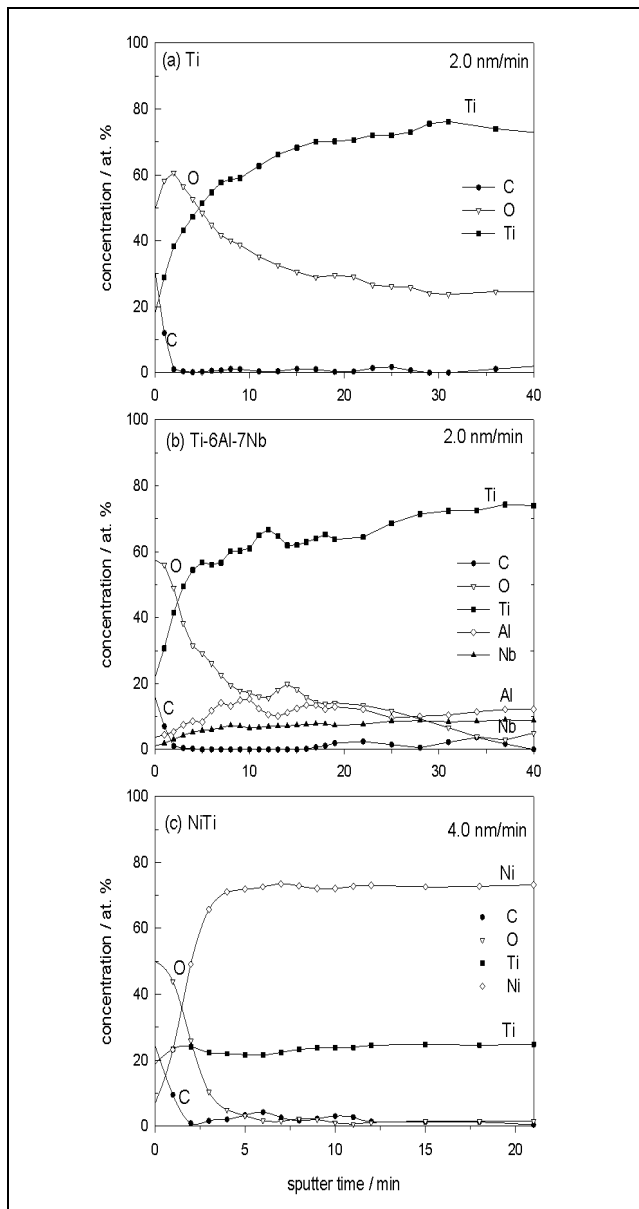 (a) Ti 2.0 nm/min
100
80
60
40
20
0
concentration / at. %
Ti
O
C
C
O
Ti
0 10 20 30 40
(b) Ti-6Al-7Nb 2.0 nm/min
100
80
60
40
20
0
concentration / at. %
Ti
O
C
C
O
Ti
Al
Nb
Al
Nb
0 10 20 30 40
(c) NiTi 4.0 nm/min
100
80
60
40
20
0
concentration / at. %
Ni
O
C
C
O
Ti
Ni
Ti
0 5 10 15 20
sputter time / min